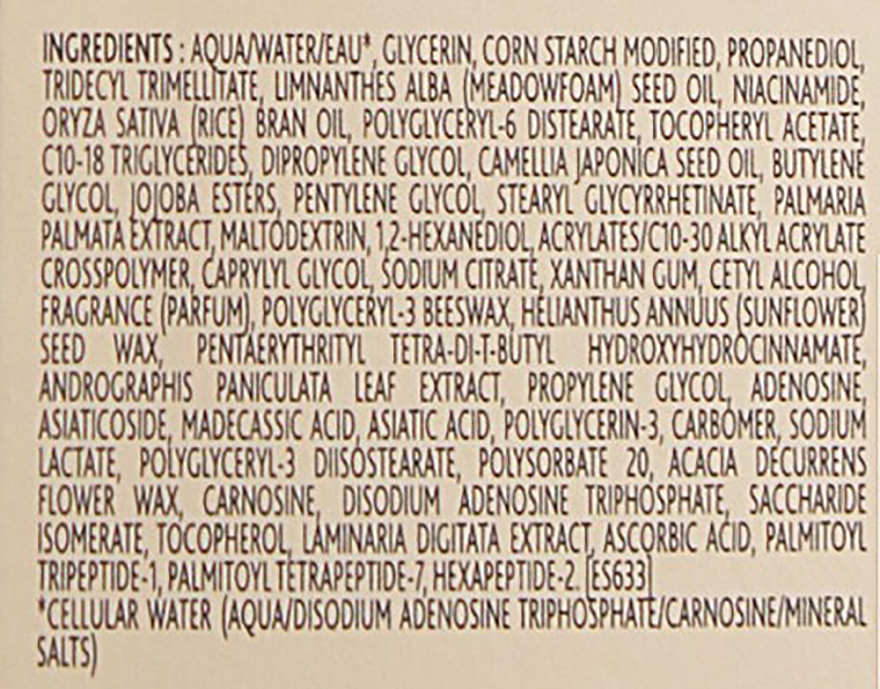 INGREDIENTS : AQUA/WATER/EAU*, GLYCERIN, CORN STARCH MODIFIED, PROPANEDIOL,
TRIDECYL TRIMELLITATE, LIMNANTHES ALBA (MEADOWFOAM) SEED OIL, NIACINAMIDE,
ORYZA SATIVA (RICE) BRAN OIL, POLYGLYCERYL-6 DISTEARATE, TOCOPHERYL ACETATE,
C10-18 TRIGLYCERIDES, DIPROPYLENE GLYCOL, CAMELLIA JAPONICA SEED OIL, BUTYLENE
GLYCOL, JOJOBA ESTERS, PENTYLENE GLYCOL, STEARYL GLYCYRRHETINATE, PALMARIA
PALMATA EXTRACT, MALTODEXTRIN, 1,2-HEXANEDIOL, ACRYLATES/C10-30 ALKYL ACRYLATE
CROSSPOLYMER, CAPRYLYL GLYCOL, SODIUM CITRATE, XANTHAN GUM, CETYL ALCOHOL,
FRAGRANCE (PARFUM), POLYGLYCERYL-3 BEESWAX, HELIANTHUS ANNUUS (SUNFLOWER)
SEED WAX, PENTAERYTHRITYL TETRA-DI-T-BUTYL HYDROXYHYDROCINNAMATE,
ANDROGRAPHIS PANICULATA LEAF EXTRACT, PROPYLENE GLYCOL, ADENOSINE,
ASIATICOSIDE, MADECASSIC ACID, ASIATIC ACID, POLYGLYCERIN-3, CARBOMER, SODIUM
LACTATE, POLYGLYCERYL-3 DIISOSTEARATE, POLYSORBATE 20, ACACIA DECURRENS
FLOWER WAX, CARNOSINE, DISODIUM ADENOSINE TRIPHOSPHATE, SACCHARIDE
ISOMERATE, TOCOPHEROL, LAMINARIA DIGITATA EXTRACT, ASCORBIC ACID, PALMITOYL
TRIPEPTIDE-1, PALMITOYL TETRAPEPTIDE-7, HEXAPEPTIDE-2. [ES633]
*CELLULAR WATER (AQUA/DISODIUM ADENOSINE TRIPHOSPHATE/CARNOSINE/MINERAL
SALTS)